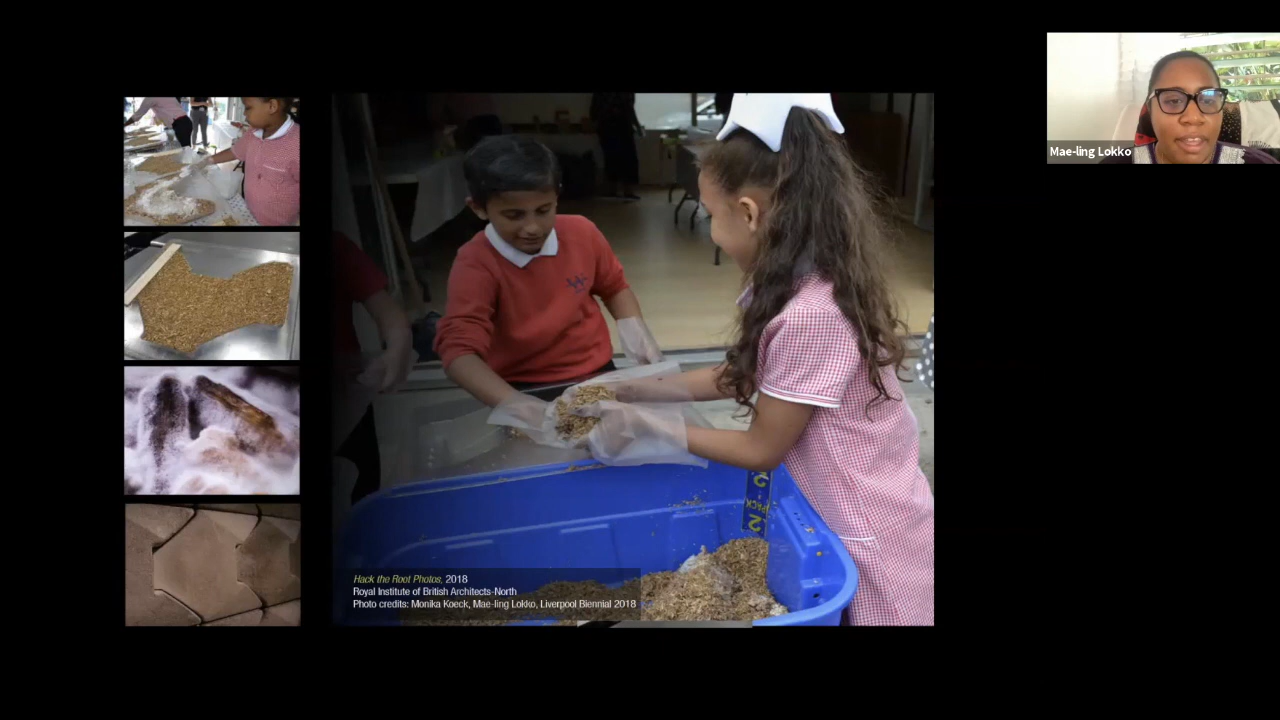 Mae-ling Lokko
Hack the Root Photos, 2018
Royal Institute of British Architects-North
Photo credits: Monika Koeck, Mae-ling Lokko, Liverpool Biennial 2018